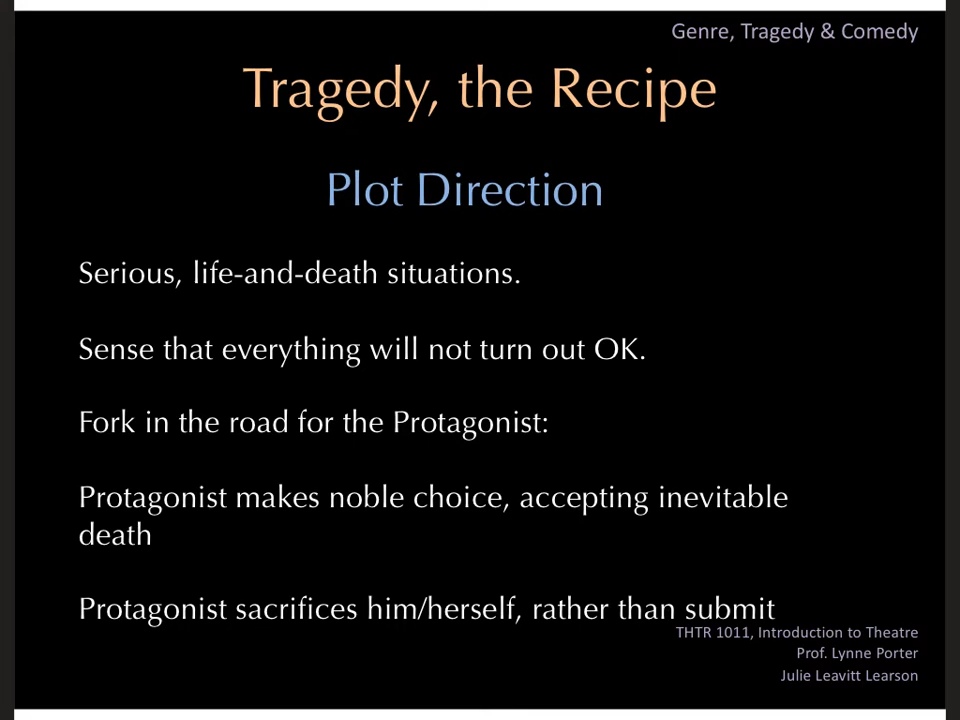 Genre, Tragedy & Comedy
Tragedy, the Recipe
Plot Direction
Serious, life-and-death situations.
Sense that everything will not turn out OK.
Fork in the road for the Protagonist:
Protagonist makes noble choice, accepting inevitable
death
Protagonist sacrifices him/herself, rather than submit
THTR 1011, Introduction to Theatre
Prof. Lynne Porter
Julie Leavitt Learson